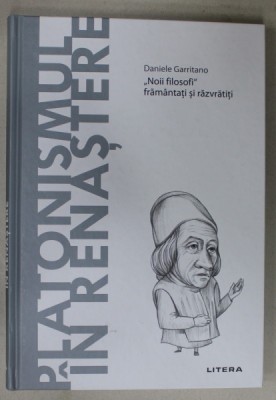 PLATONISMUL
ÎN RENAȘTERE
Daniele Garritano
„Noii filosofi“
frământați și răzvrătiți
LITERA